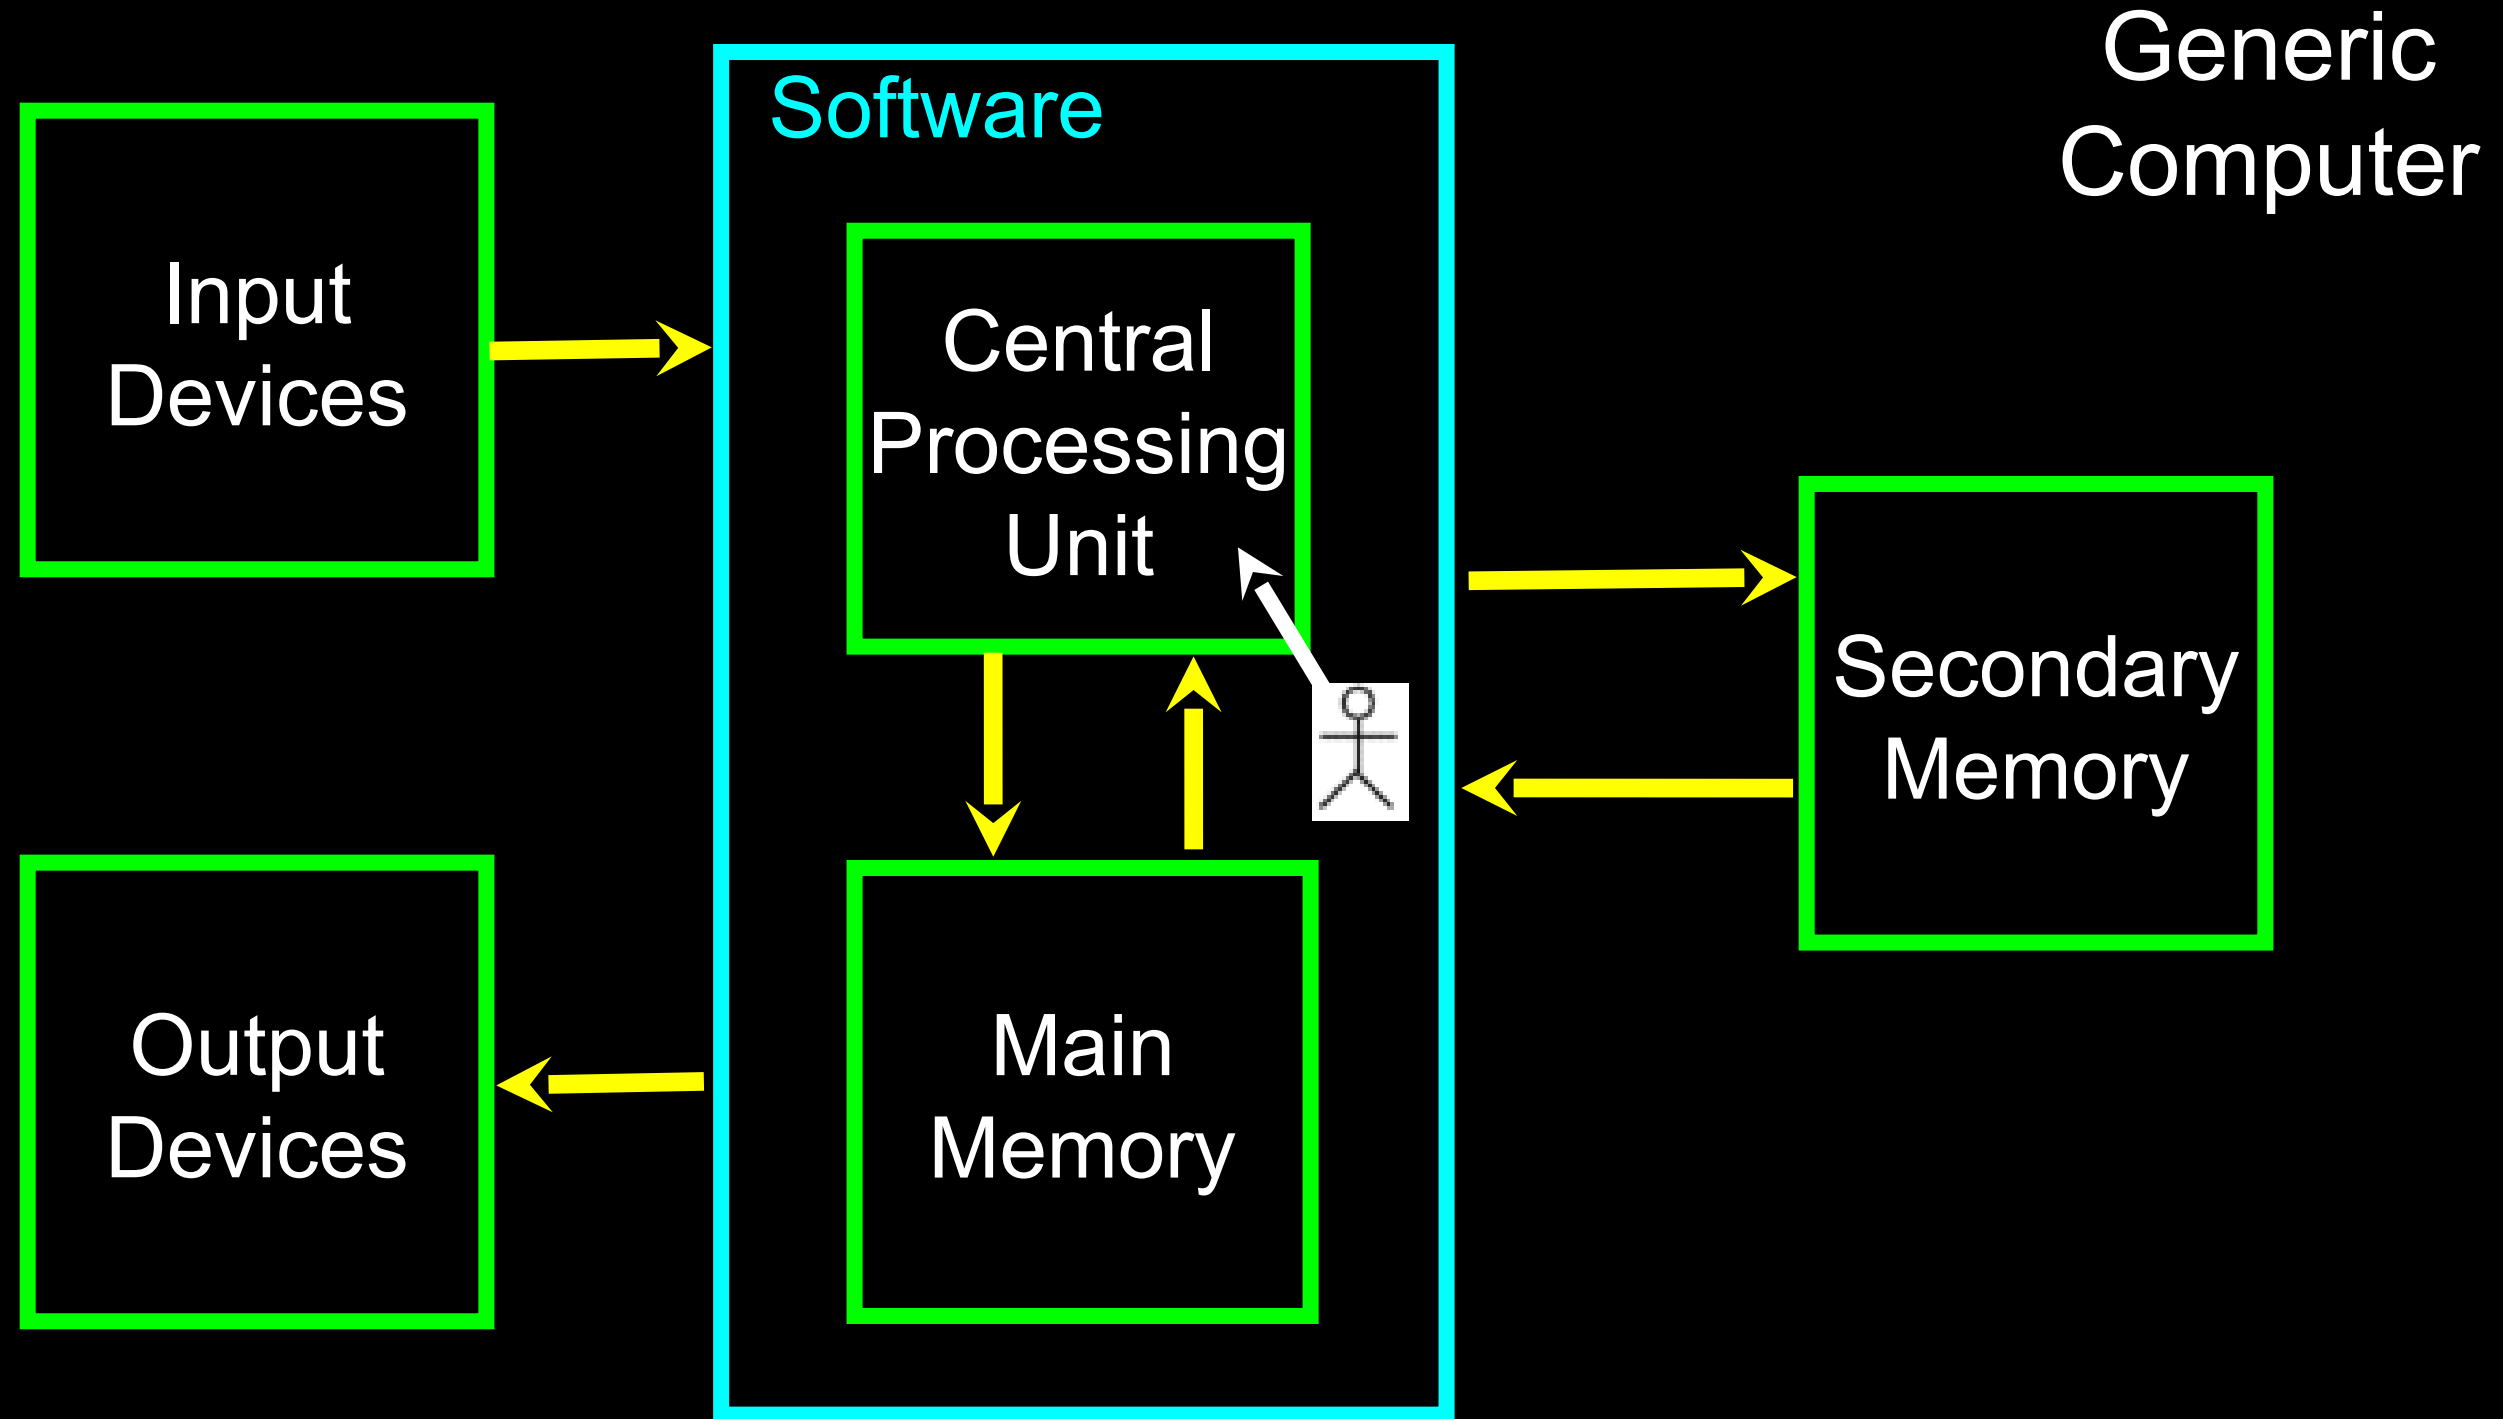 Generic
Computer
Software
Input
Devices
Central
Processing
Unit
Secondary
Memory
Output
Devices
Main
Memory